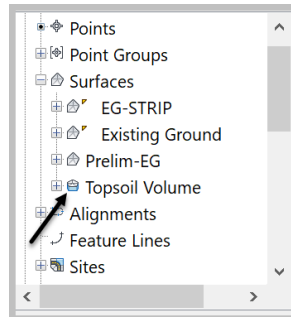 Points
Point Groups
Surfaces
EG-STRIP
Existing Ground
Prelim-EG
Topsoil Volume
Alignments
Feature Lines
Sites